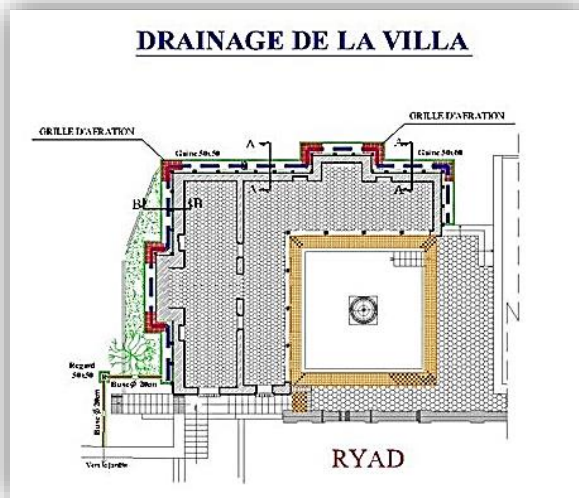 DRAINAGE DE LA VILLA
GRILLE D'AERATION
GRILLE D'AERATION
Gaine 50x50
A
A
Gaine 50x60
A
A
B
B
Regard
50x50
Buse Ø 20cm
Buse Ø 20cm
Vers le jardin
RYAD